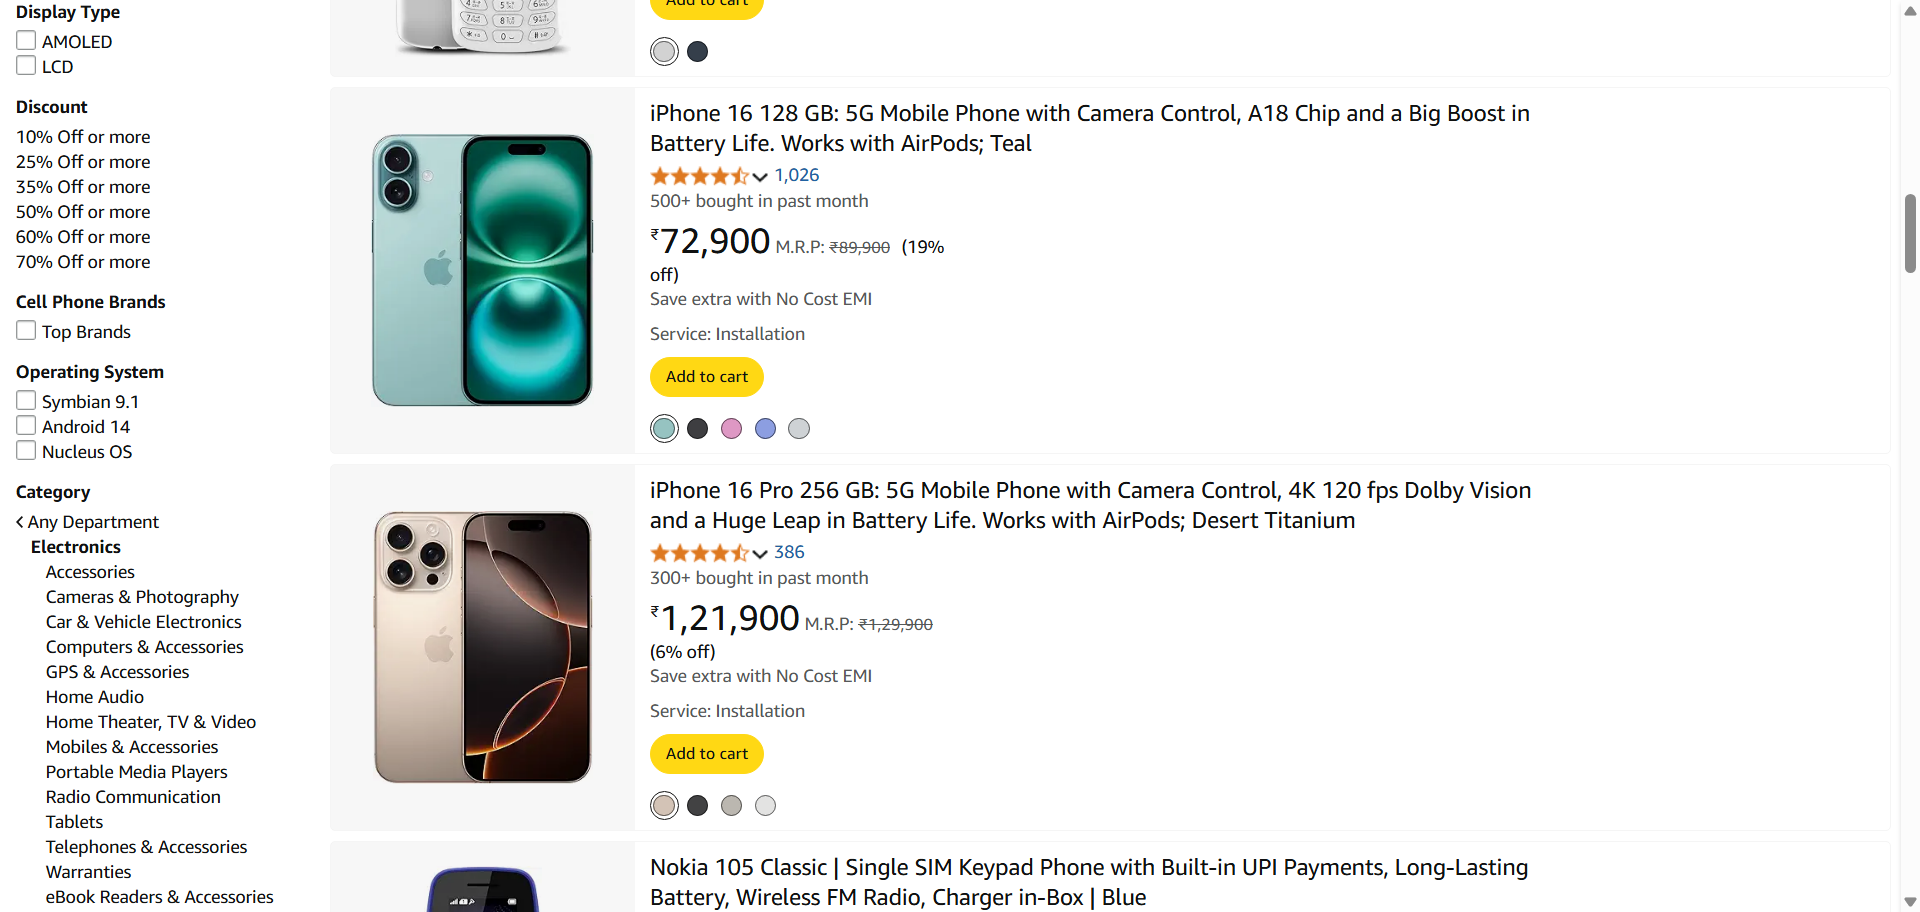 Display Type
AMOLED
LCD
Discount
10% Off or more
25% Off or more
35% Off or more
50% Off or more
60% Off or more
70% Off or more
Cell Phone Brands
Top Brands
Operating System
Symbian 9.1
Android 14
Nucleus OS
Category
Any Department
Electronics
Accessories
Cameras & Photography
Car & Vehicle Electronics
Computers & Accessories
GPS & Accessories
Home Audio
Home Theater, TV & Video
Mobiles & Accessories
Portable Media Players
Radio Communication
Tablets
Telephones & Accessories
Warranties
eBook Readers & Accessories
Add to cart
iPhone 16 128 GB: 5G Mobile Phone with Camera Control, A18 Chip and a Big Boost in
Battery Life. Works with AirPods; Teal
1,026
500+ bought in past month
₹72,900 M.R.P: ₹89,900 (19%
off)
Save extra with No Cost EMI
Service: Installation
Add to cart
iPhone 16 Pro 256 GB: 5G Mobile Phone with Camera Control, 4K 120 fps Dolby Vision
and a Huge Leap in Battery Life. Works with AirPods; Desert Titanium
386
300+ bought in past month
₹1,21,900 M.R.P: ₹1,29,900
(6% off)
Save extra with No Cost EMI
Service: Installation
Add to cart
Nokia 105 Classic | Single SIM Keypad Phone with Built-in UPI Payments, Long-Lasting
Battery, Wireless FM Radio, Charger in-Box | Blue